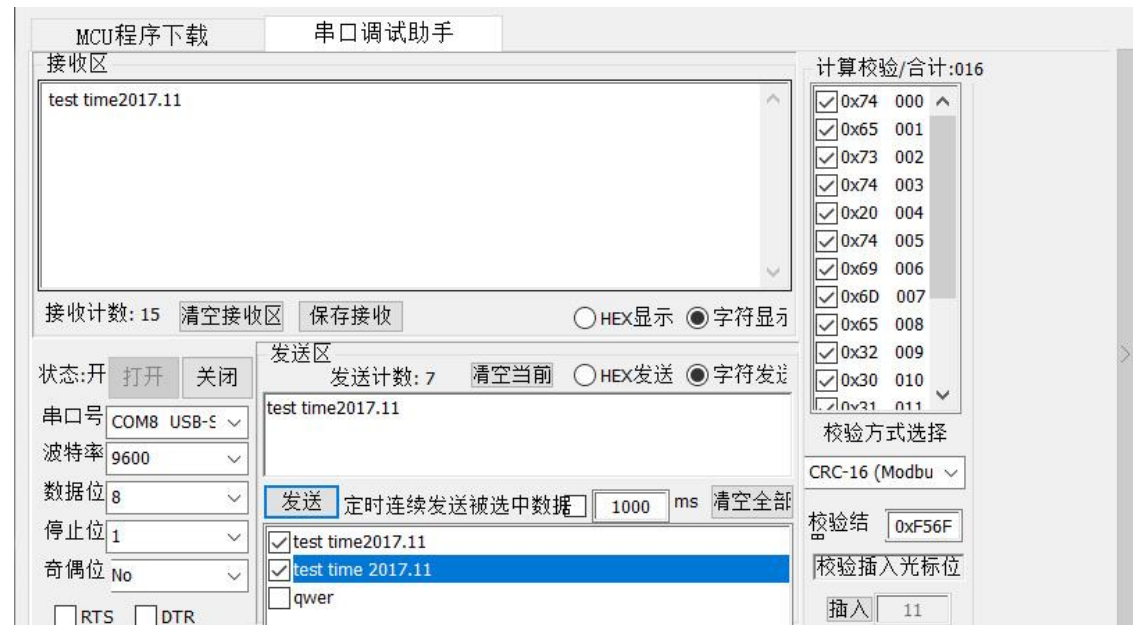 MCU程序下载 串口调试助手
接收区
test time2017.11
接收计数: 15 清空接收区 保存接收 HEX显示 字符显示
状态:开 打开 关闭
串口号 COM8 USB-S
波特率 9600
数据位 8
停止位 1
奇偶位 No
RTS DTR
发送区
发送计数: 7 清空当前 HEX发送 字符发送
test time2017.11
发送 定时连续发送被选中数据 1000 ms 清空全部
test time2017.11
test time 2017.11
qwer
计算校验/合计:016
0x74 000
0x65 001
0x73 002
0x74 003
0x20 004
0x74 005
0x69 006
0x6D 007
0x65 008
0x32 009
0x30 010
0x31 011
校验方式选择
CRC-16 (Modbu
校验结 0xF56F
校验插入光标位
插入 11